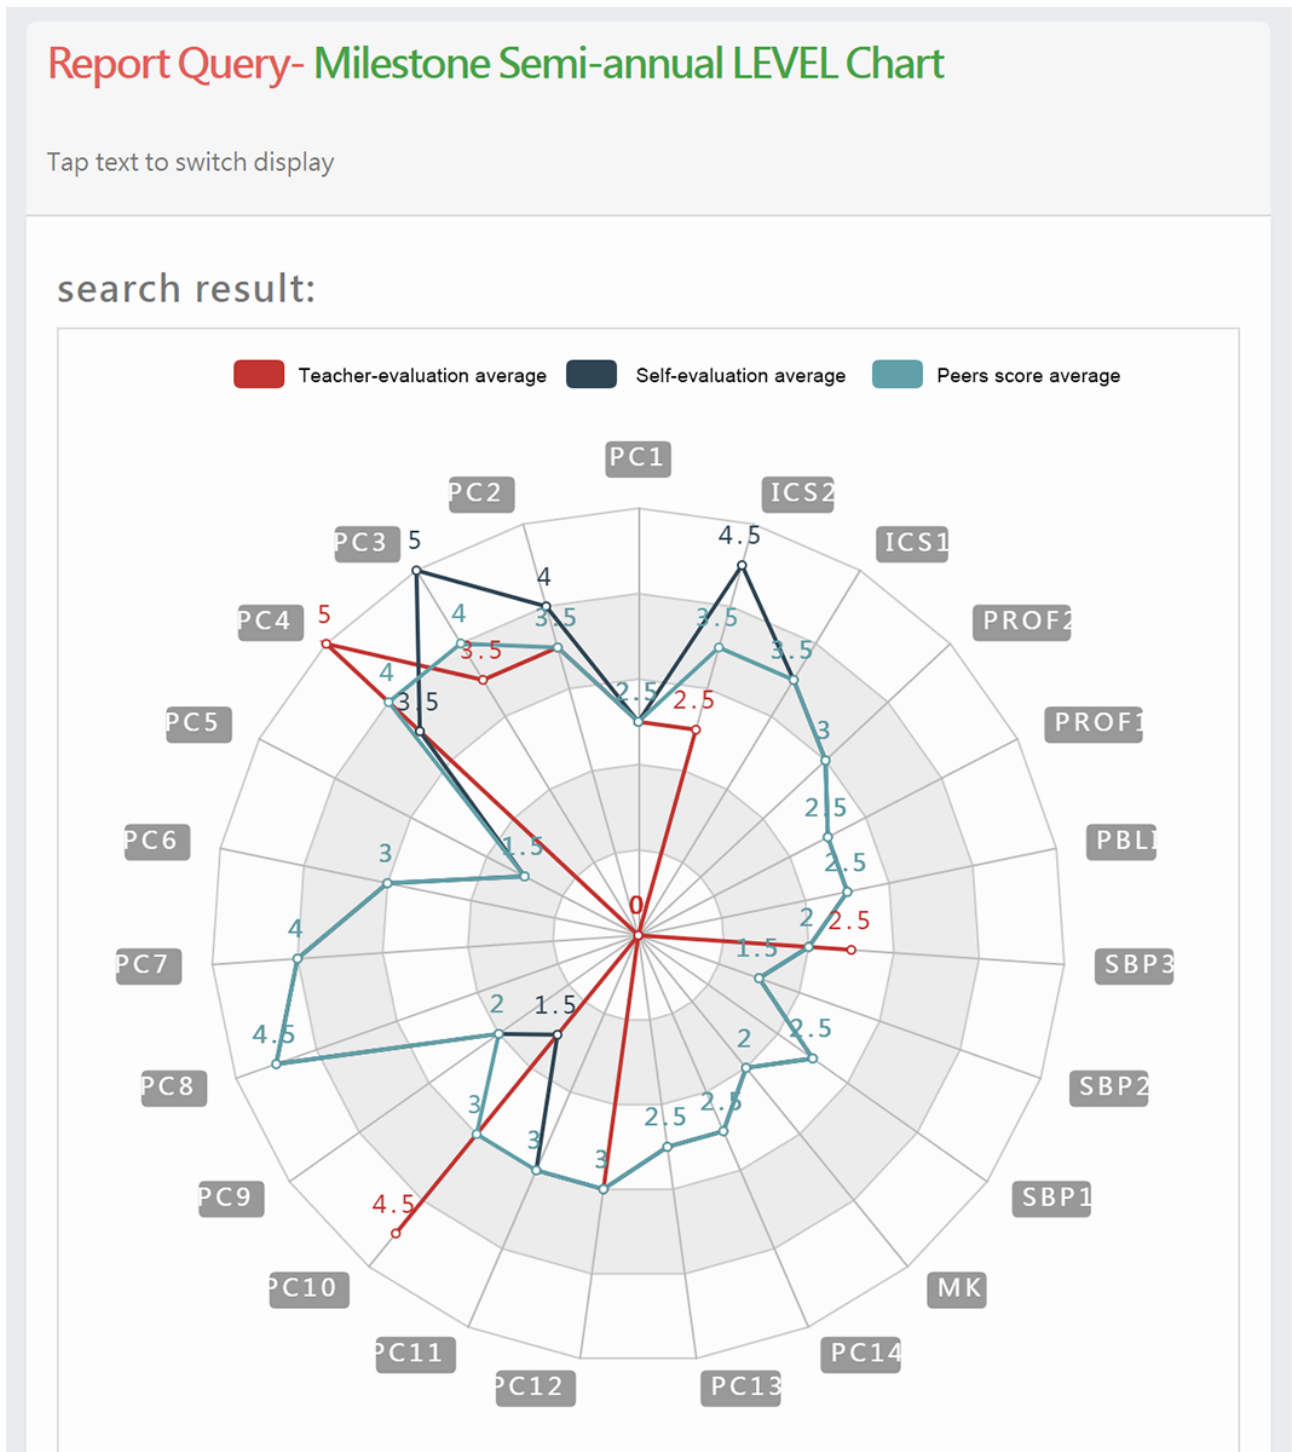 Report Query- Milestone Semi-annual LEVEL Chart
Tap text to switch display
search result:
Teacher-evaluation average Self-evaluation average Peers score average
PC1
PC2 ICS2
4.5
PC3 5 ICS1
4
PC4 5 4 3.5 3.5 PROF2
3.5 3.5
4 3.5 2.5 2.5
PC5 3 PROF1
2.5
PC6 3 1.5 2.5 PBLI
0
4 2 2.5
PC7 1.5 SBP3
4.5 2 1.5 2.5
2
PC8 SBP2
3 2.5 2.5
3 3
PC9 4.5 SBP1
PC10 MK
PC11 PC14
PC12 PC13